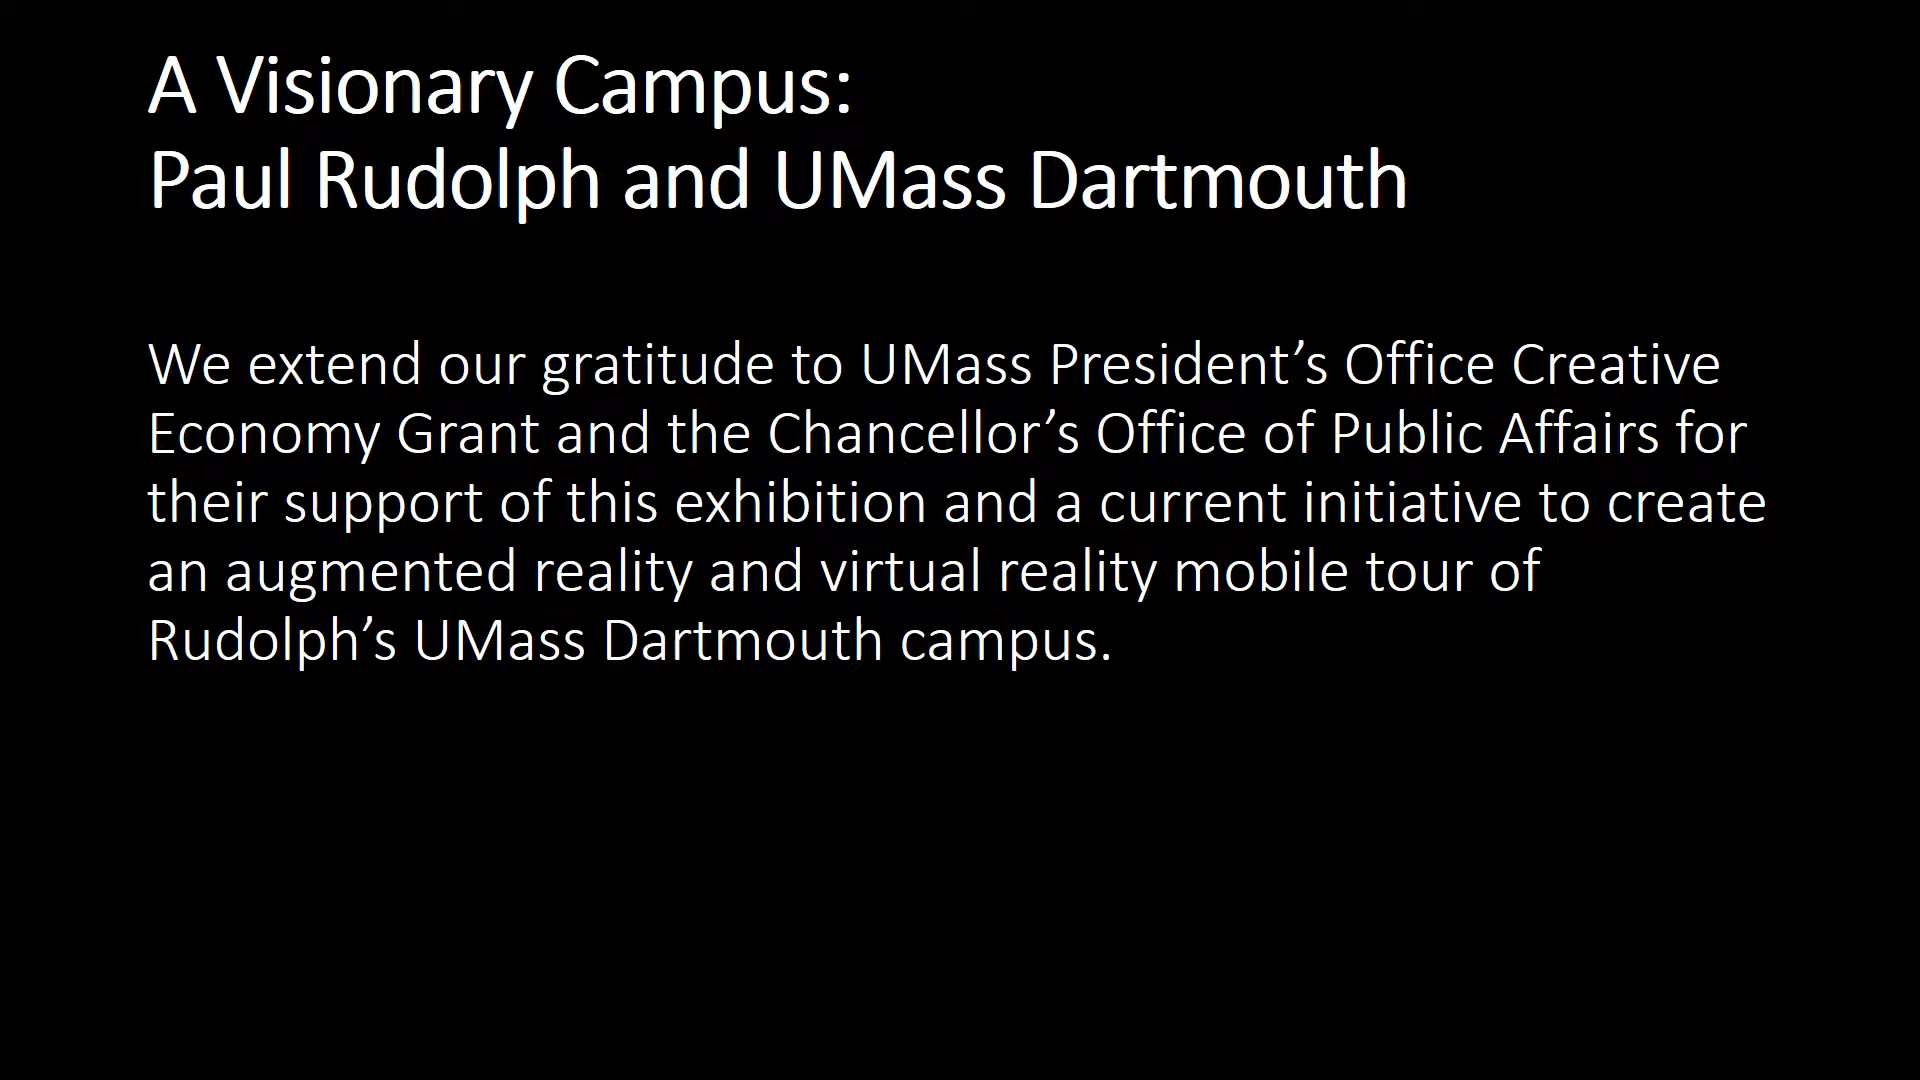 A Visionary Campus:
Paul Rudolph and UMass Dartmouth
We extend our gratitude to UMass President’s Office Creative
Economy Grant and the Chancellor’s Office of Public Affairs for
their support of this exhibition and a current initiative to create
an augmented reality and virtual reality mobile tour of
Rudolph’s UMass Dartmouth campus.